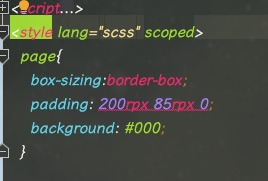 <script...>
<style lang="scss" scoped>
page{
box-sizing:border-box;
padding: 200rpx 85rpx 0;
background: #000;
}